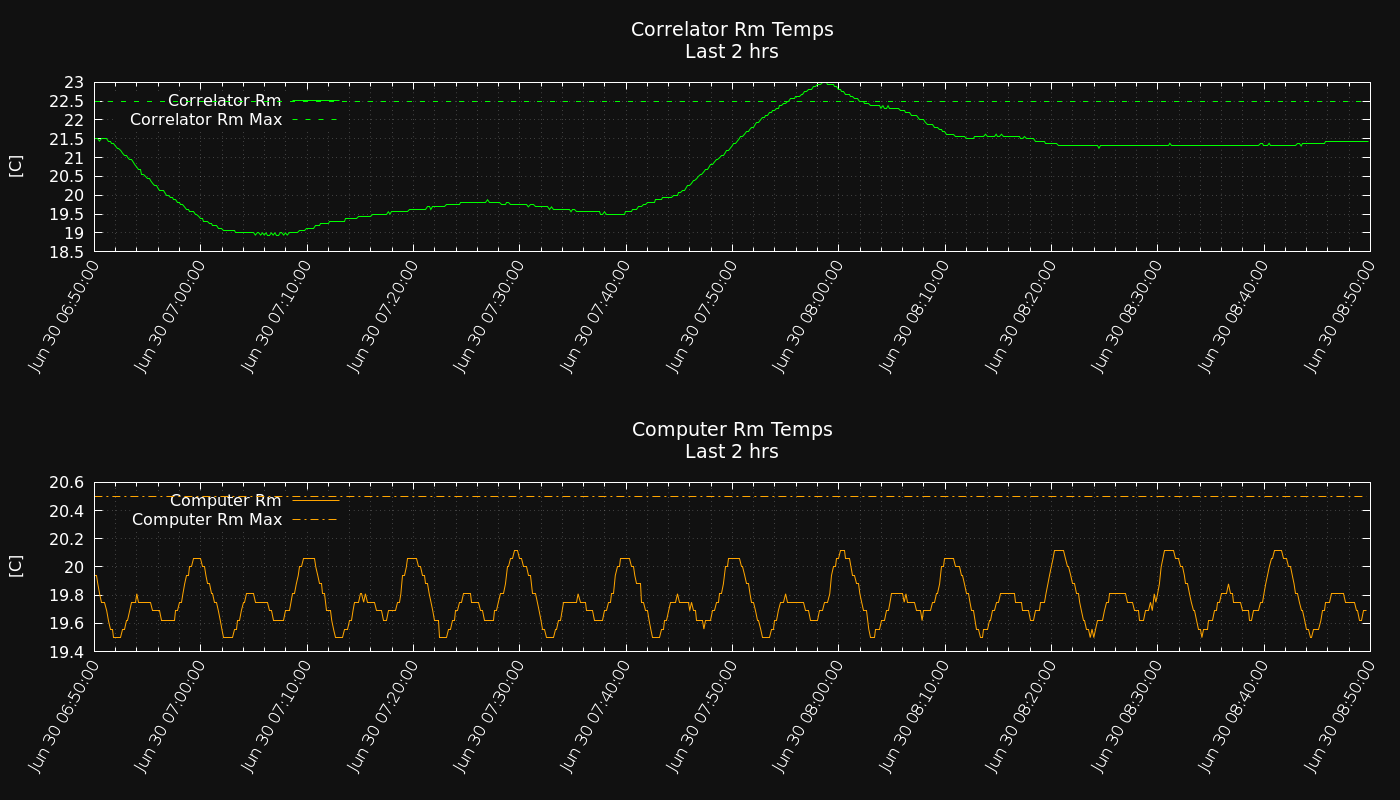 Correlator Rm Temps
Last 2 hrs
23
22.5
22
21.5
21
20.5
20
19.5
19
18.5
[C]
Correlator Rm
Correlator Rm Max
Jun 30 06:50:00
Jun 30 07:00:00
Jun 30 07:10:00
Jun 30 07:20:00
Jun 30 07:30:00
Jun 30 07:40:00
Jun 30 07:50:00
Jun 30 08:00:00
Jun 30 08:10:00
Jun 30 08:20:00
Jun 30 08:30:00
Jun 30 08:40:00
Jun 30 08:50:00
Computer Rm Temps
Last 2 hrs
20.6
20.4
20.2
20
19.8
19.6
19.4
[C]
Computer Rm
Computer Rm Max
Jun 30 06:50:00
Jun 30 07:00:00
Jun 30 07:10:00
Jun 30 07:20:00
Jun 30 07:30:00
Jun 30 07:40:00
Jun 30 07:50:00
Jun 30 08:00:00
Jun 30 08:10:00
Jun 30 08:20:00
Jun 30 08:30:00
Jun 30 08:40:00
Jun 30 08:50:00